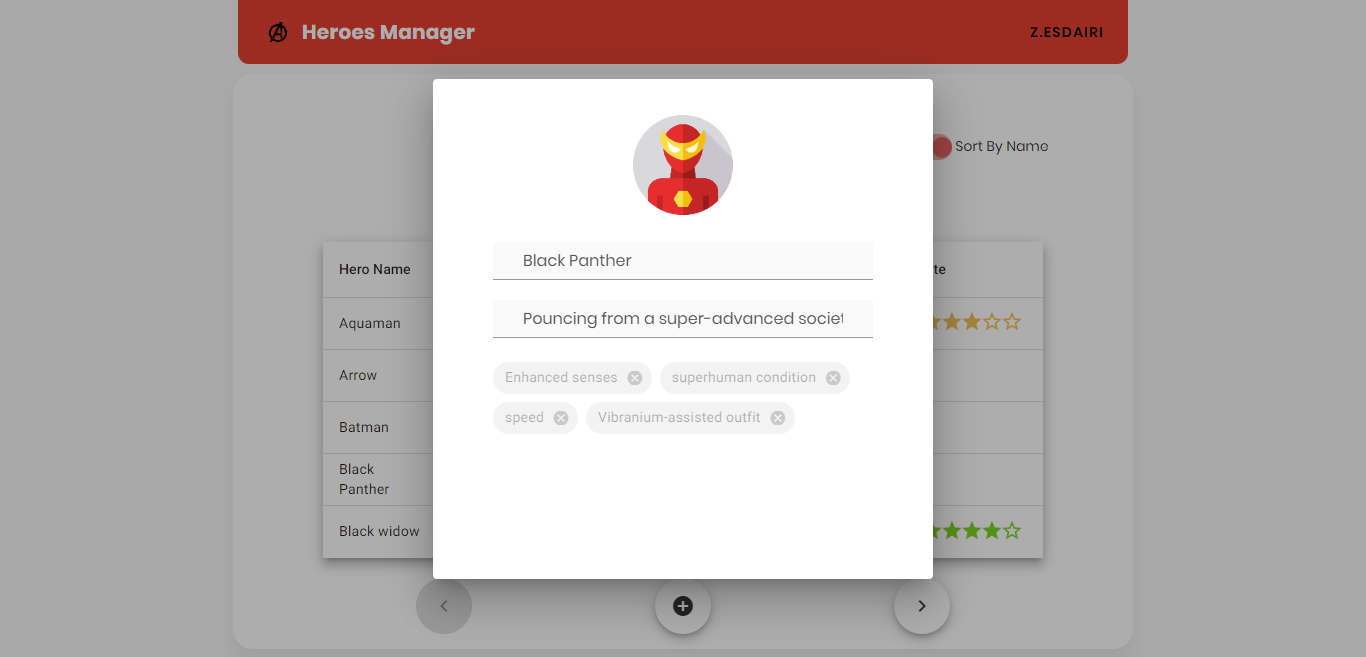 Heroes Manager
Z.ESDAIRI
Sort By Name
Black Panther
Pouncing from a super-advanced societ
Enhanced senses
superhuman condition
speed
Vibranium-assisted outfit
Hero Name
te
Aquaman
Arrow
Batman
Black
Panther
Black widow